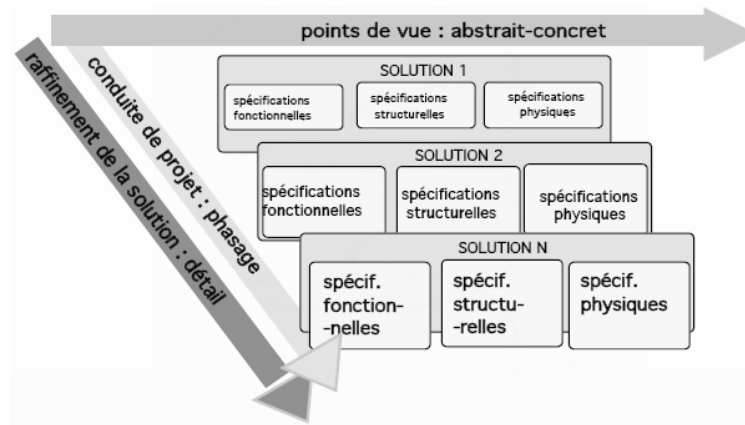 points de vue : abstrait-concret
raffinement de la solution : détail
conduite de projet : phasage
SOLUTION 1
spécifications
fonctionnelles
spécifications
structurelles
spécifications
physiques
SOLUTION 2
spécifications
fonctionnelles
spécifications
structurelles
spécifications
physiques
SOLUTION N
spécif.
fonction-
-nelles
spécif.
structu-
-relles
spécif.
physiques